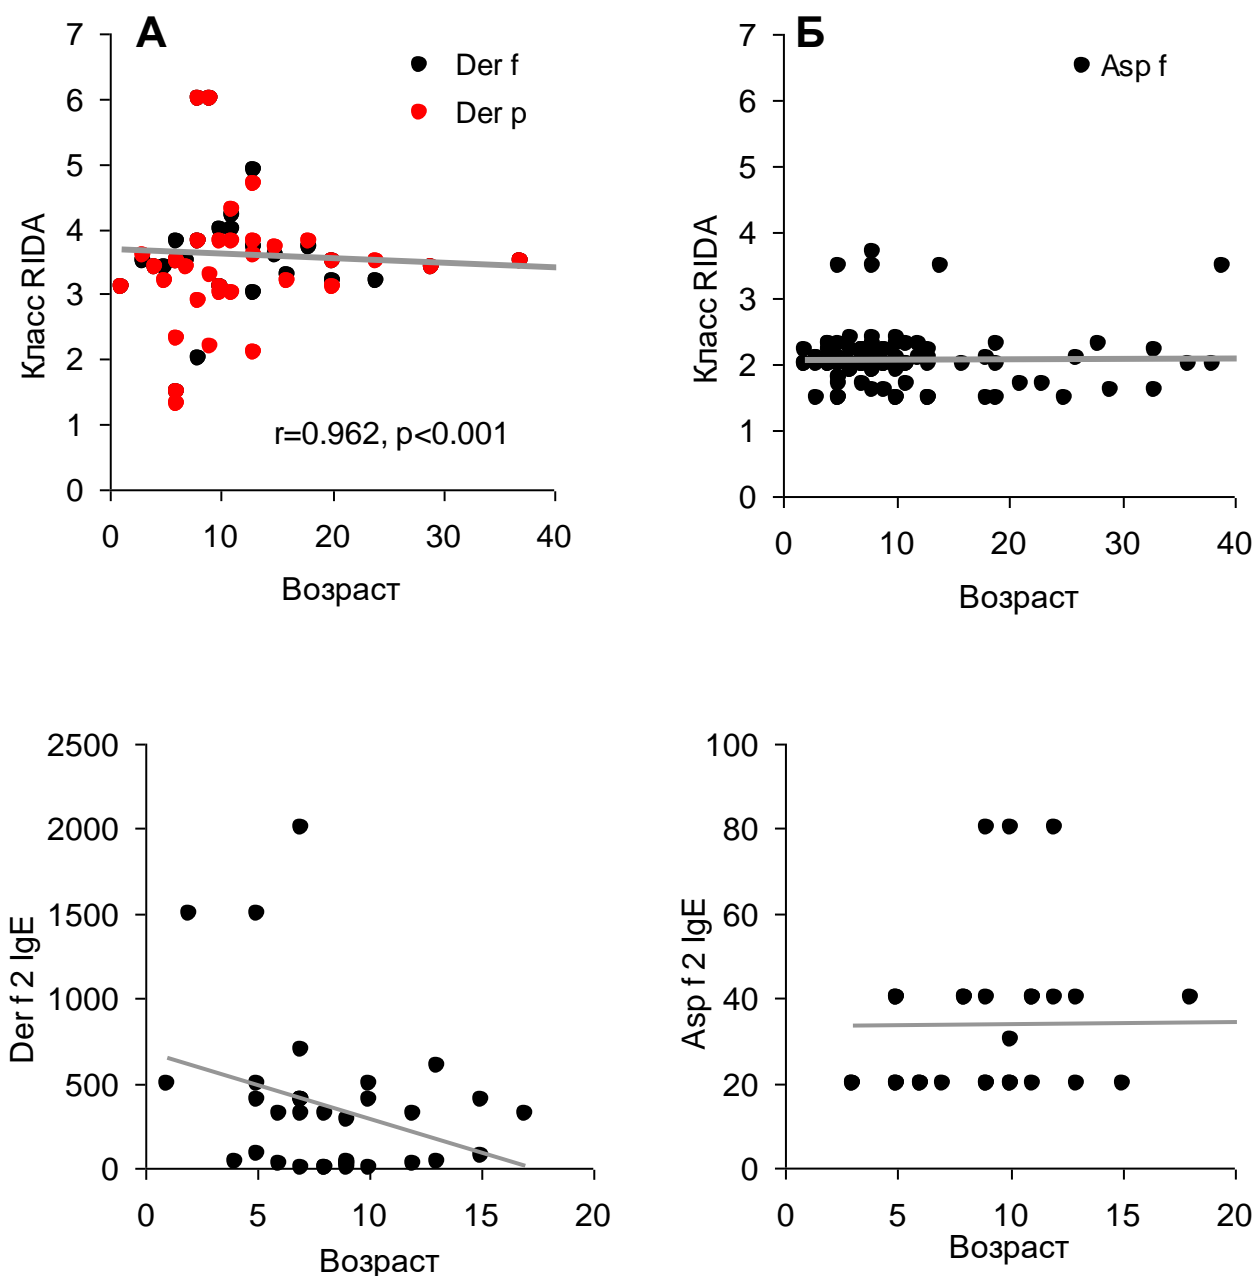 А
Der f
Der p
Класс RIDA
7
6
5
4
3
2
1
0
r=0.962, p<0.001
0 10 20 30 40
Возраст
Б
Asp f
Класс RIDA
7
6
5
4
3
2
1
0
0 10 20 30 40
Возраст
Der f 2 IgE
2500
2000
1500
1000
500
0
0 5 10 15 20
Возраст
Asp f 2 IgE
100
80
60
40
20
0
0 5 10 15 20
Возраст